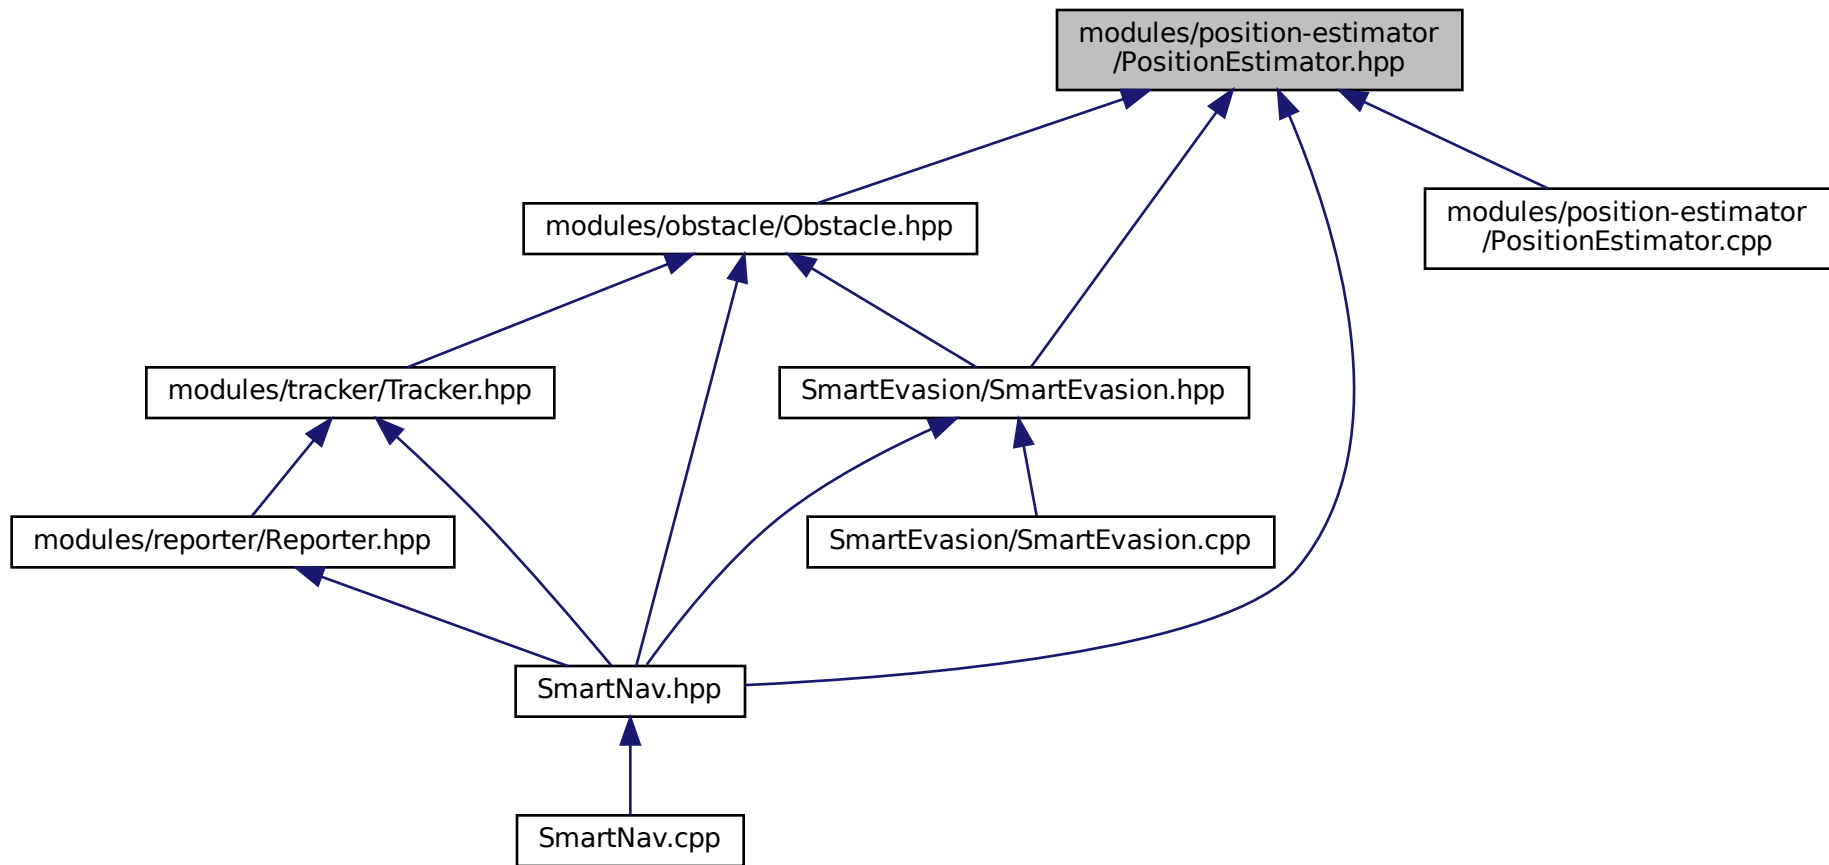 modules/position-estimator
/PositionEstimator.hpp
modules/obstacle/Obstacle.hpp
modules/position-estimator
/PositionEstimator.cpp
modules/tracker/Tracker.hpp
SmartEvasion/SmartEvasion.hpp
modules/reporter/Reporter.hpp
SmartEvasion/SmartEvasion.cpp
SmartNav.hpp
SmartNav.cpp